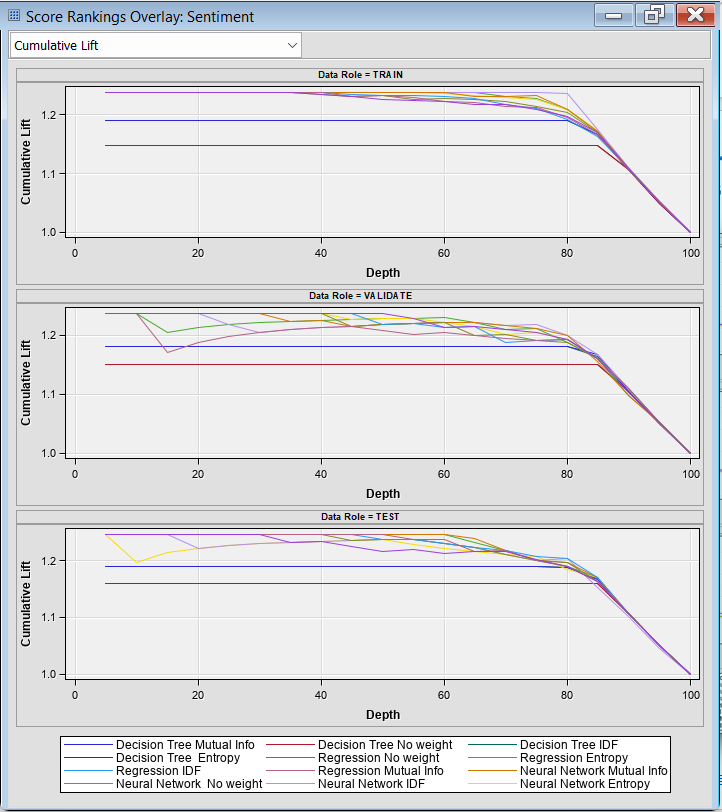 Score Rankings Overlay: Sentiment
Cumulative Lift
Data Role = TRAIN
Cumulative Lift
1.2
1.1
1.0
0 20 40 60 80 100
Depth
Data Role = VALIDATE
Cumulative Lift
1.2
1.1
1.0
0 20 40 60 80 100
Depth
Data Role = TEST
Cumulative Lift
1.2
1.1
1.0
0 20 40 60 80 100
Depth
Decision Tree Mutual Info Decision Tree No weight Decision Tree IDF
Decision Tree Entropy Regression No weight Regression Entropy
Regression IDF Regression Mutual Info Neural Network Mutual Info
Neural Network No weight Neural Network IDF Neural Network Entropy